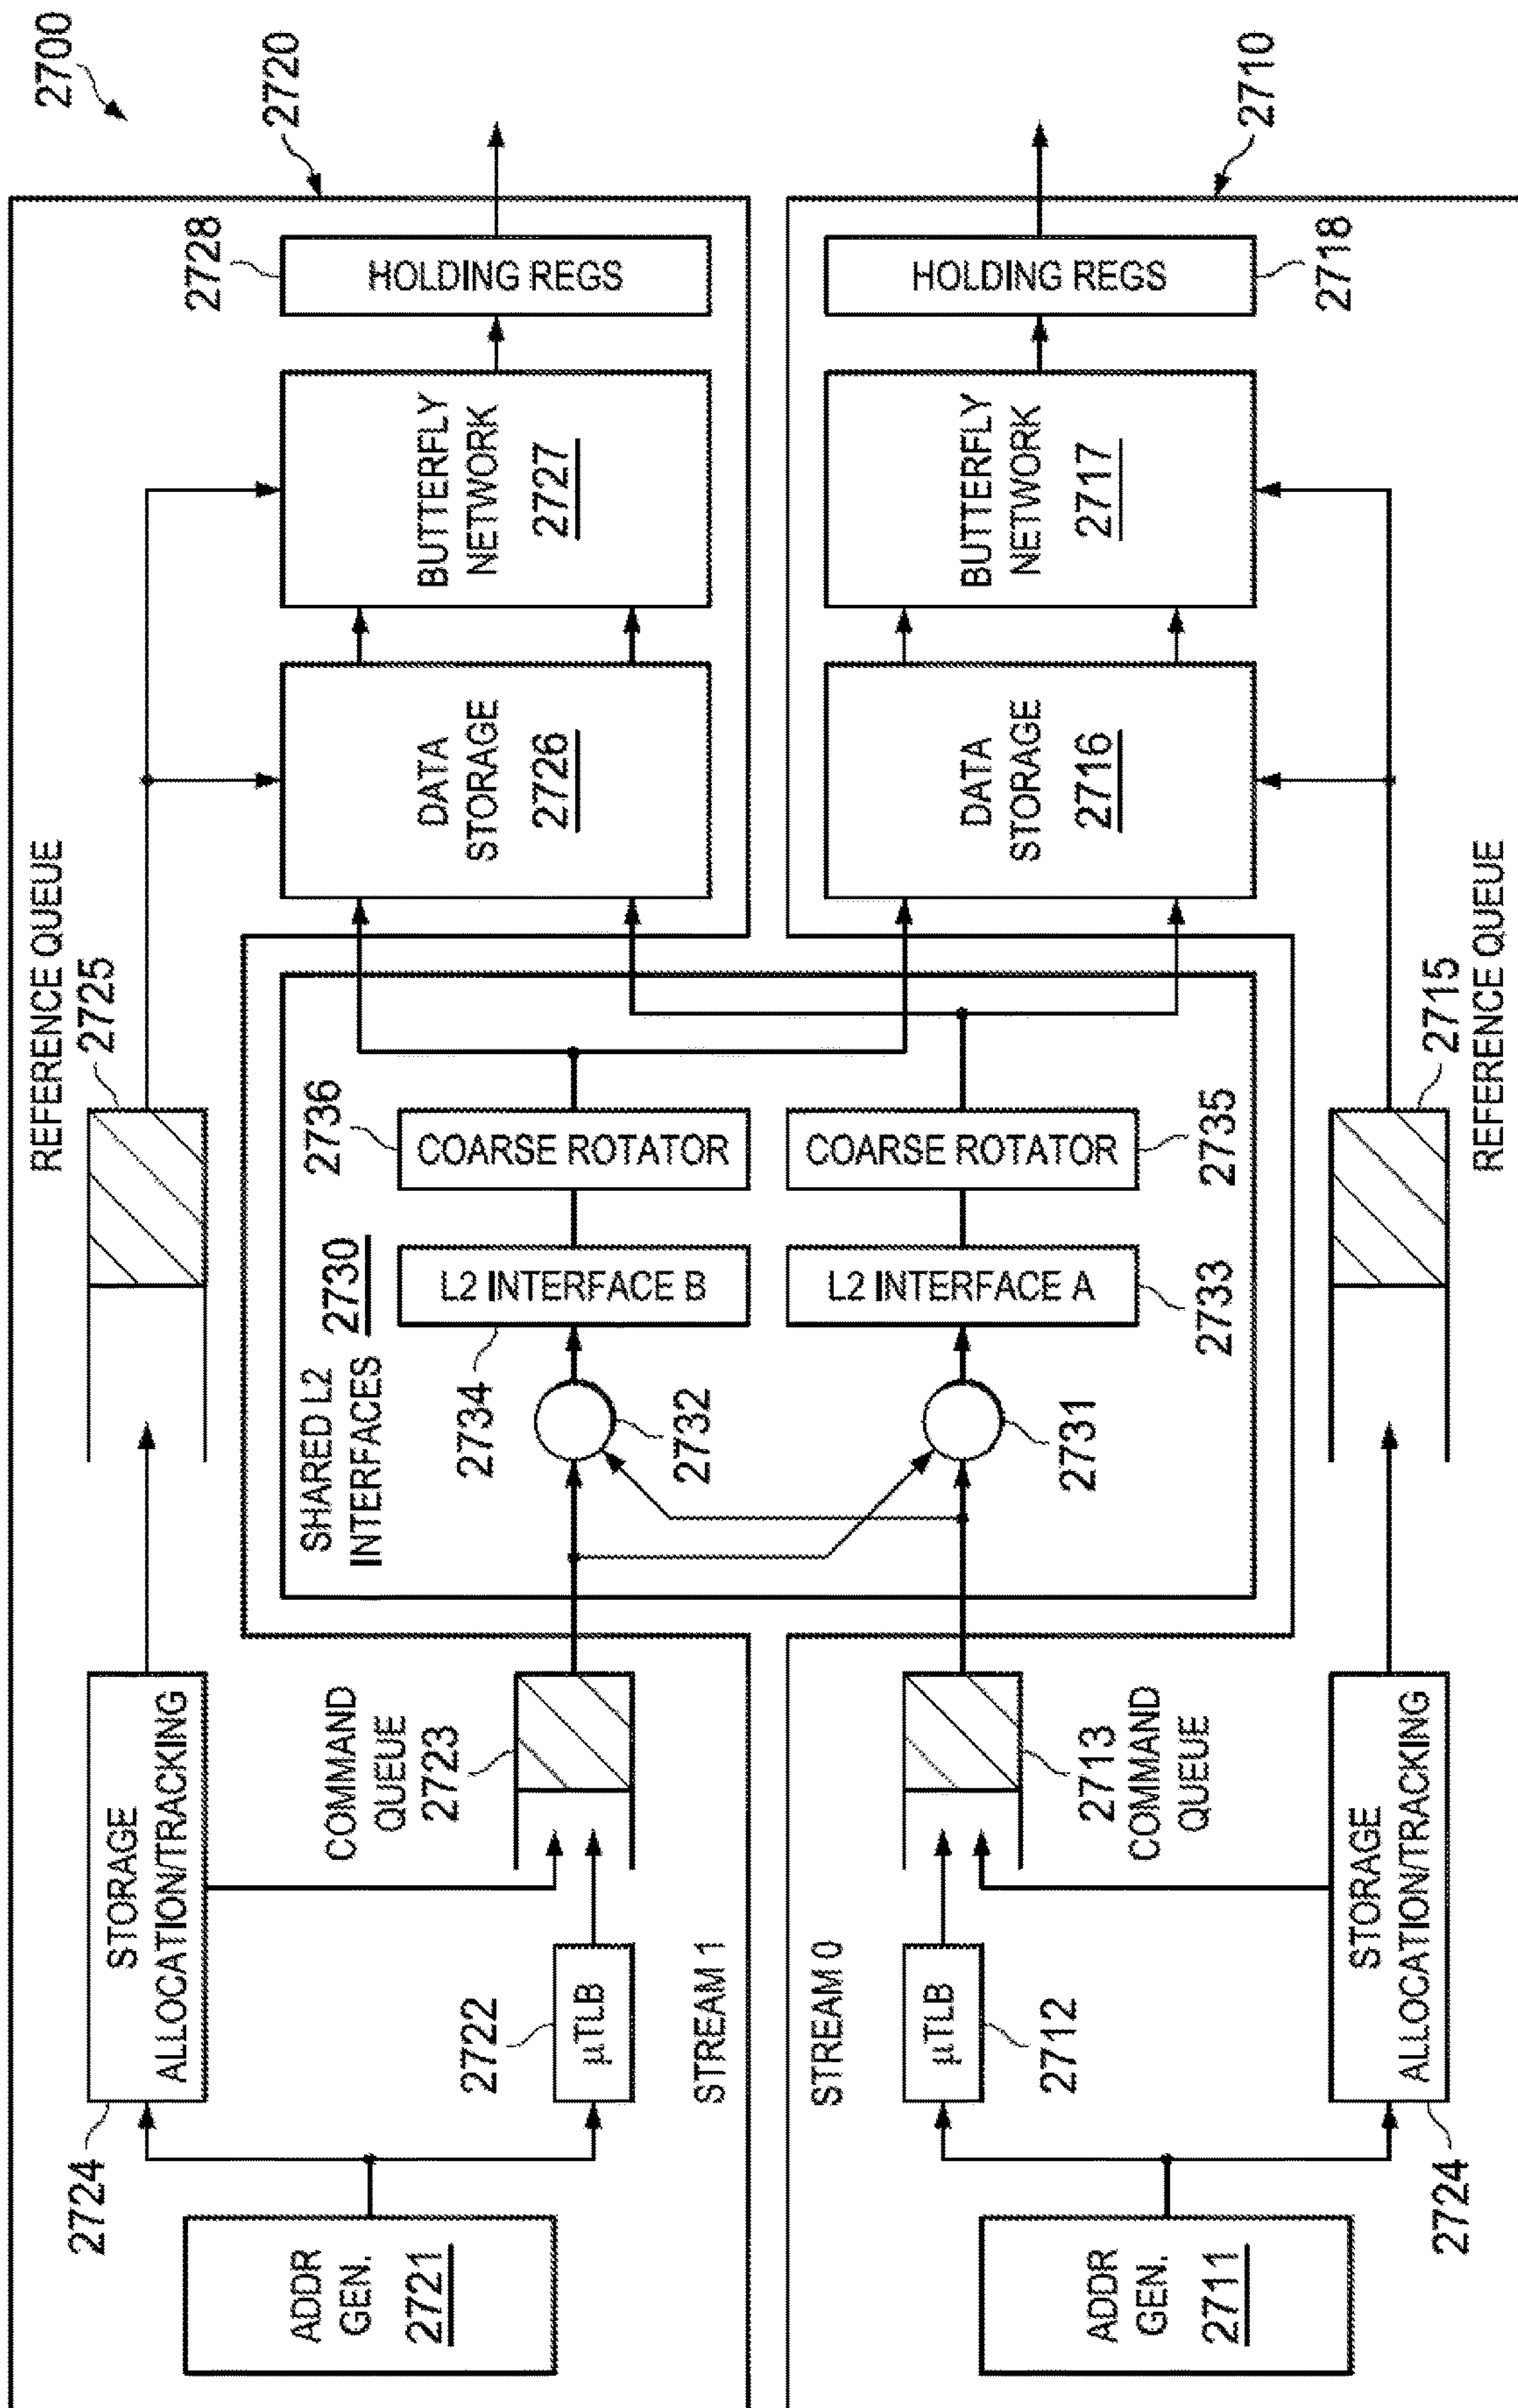 2700
2720
2724
STORAGE
ALLOCATION/TRACKING
REFERENCE QUEUE
2725
ADDR
GEN.
2721
2722
µTLB
COMMAND
QUEUE
2723
STREAM 1
SHARED L2
INTERFACES
2730
2734
2732
L2 INTERFACE B
2736
COARSE ROTATOR
DATA
STORAGE
2726
BUTTERFLY
NETWORK
2727
2728
HOLDING REGS
STREAM 0
ADDR
GEN.
2711
µTLB
2712
2713
COMMAND
QUEUE
2731
L2 INTERFACE A
2733
COARSE ROTATOR
2735
DATA
STORAGE
2716
BUTTERFLY
NETWORK
2717
HOLDING REGS
2718
2710
STORAGE
ALLOCATION/TRACKING
2724
2715
REFERENCE QUEUE